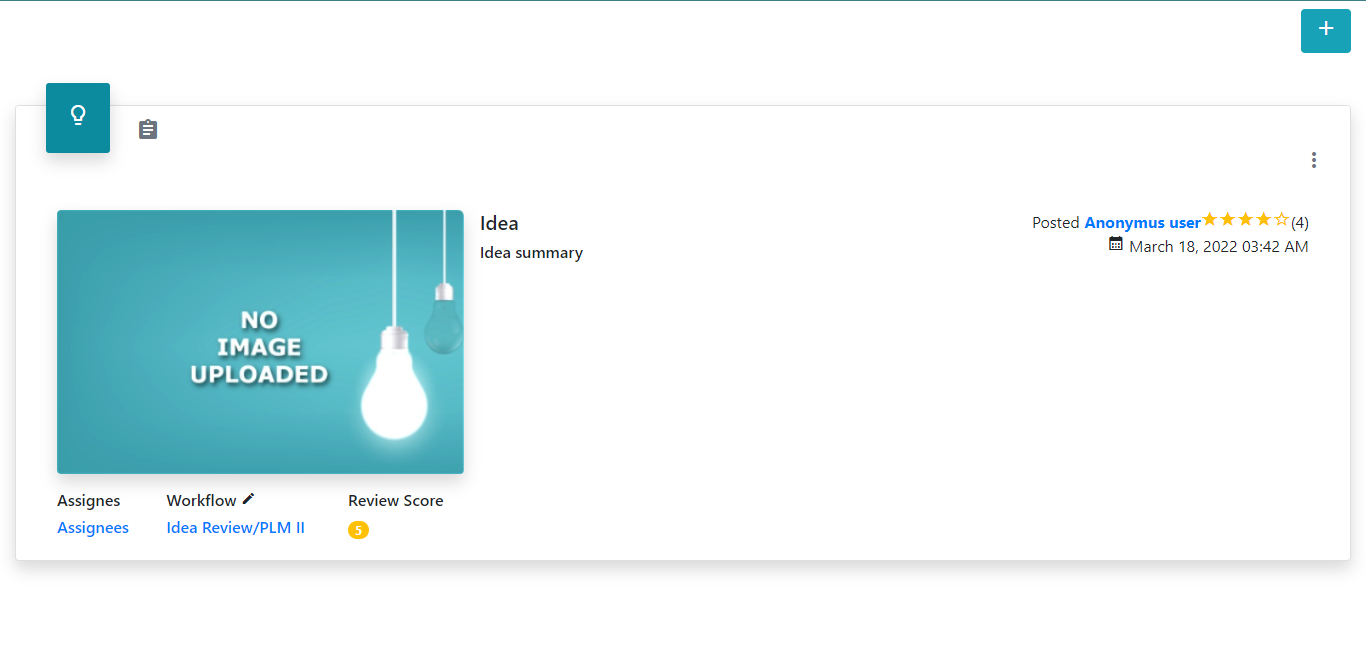 +
Idea
Idea summary
Posted Anonymus user(4)
March 18, 2022 03:42 AM
NO
IMAGE
UPLOADED
Assignes Workflow Review Score
Assignees Idea Review/PLM II 5